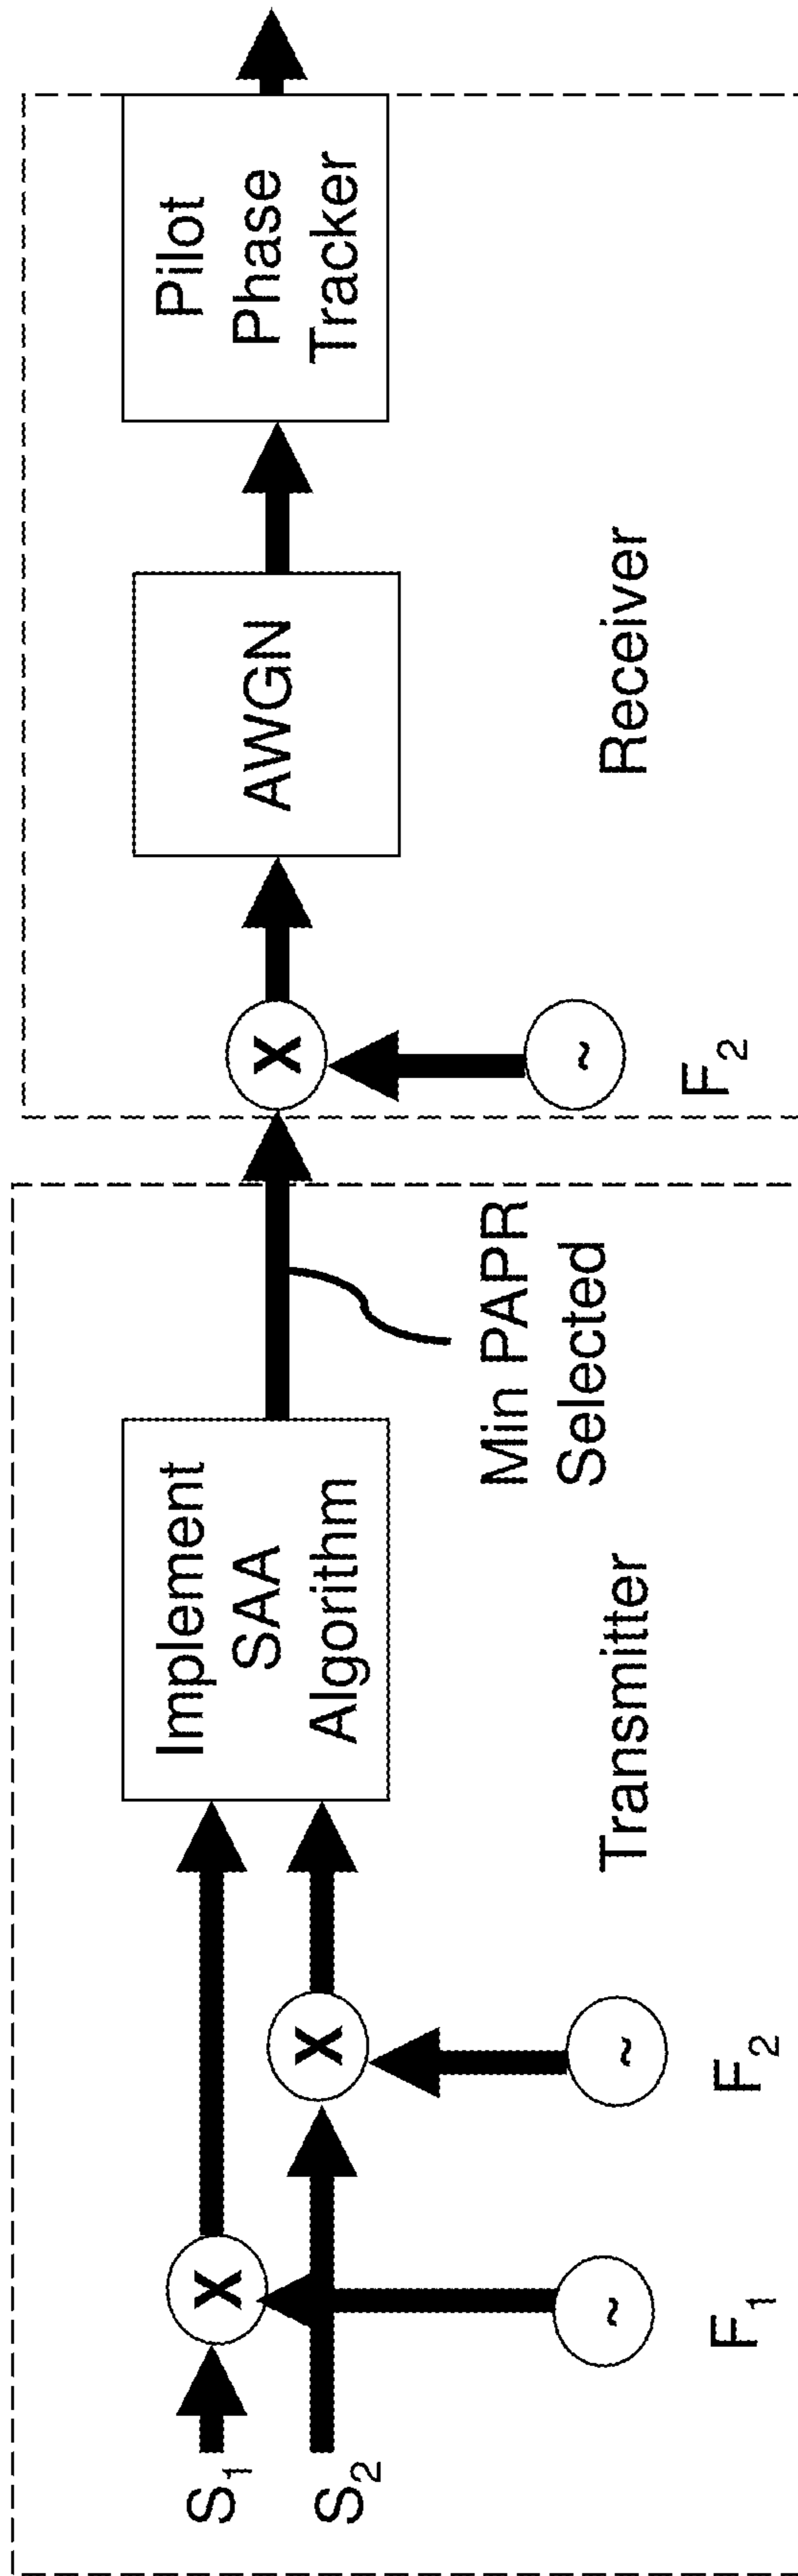 S1
S2
X
X
~
F1
~
F2
Implement
SAA
Algorithm
Min PAPR
Selected
Transmitter
X
~
F2
AWGN
Pilot
Phase
Tracker
Receiver